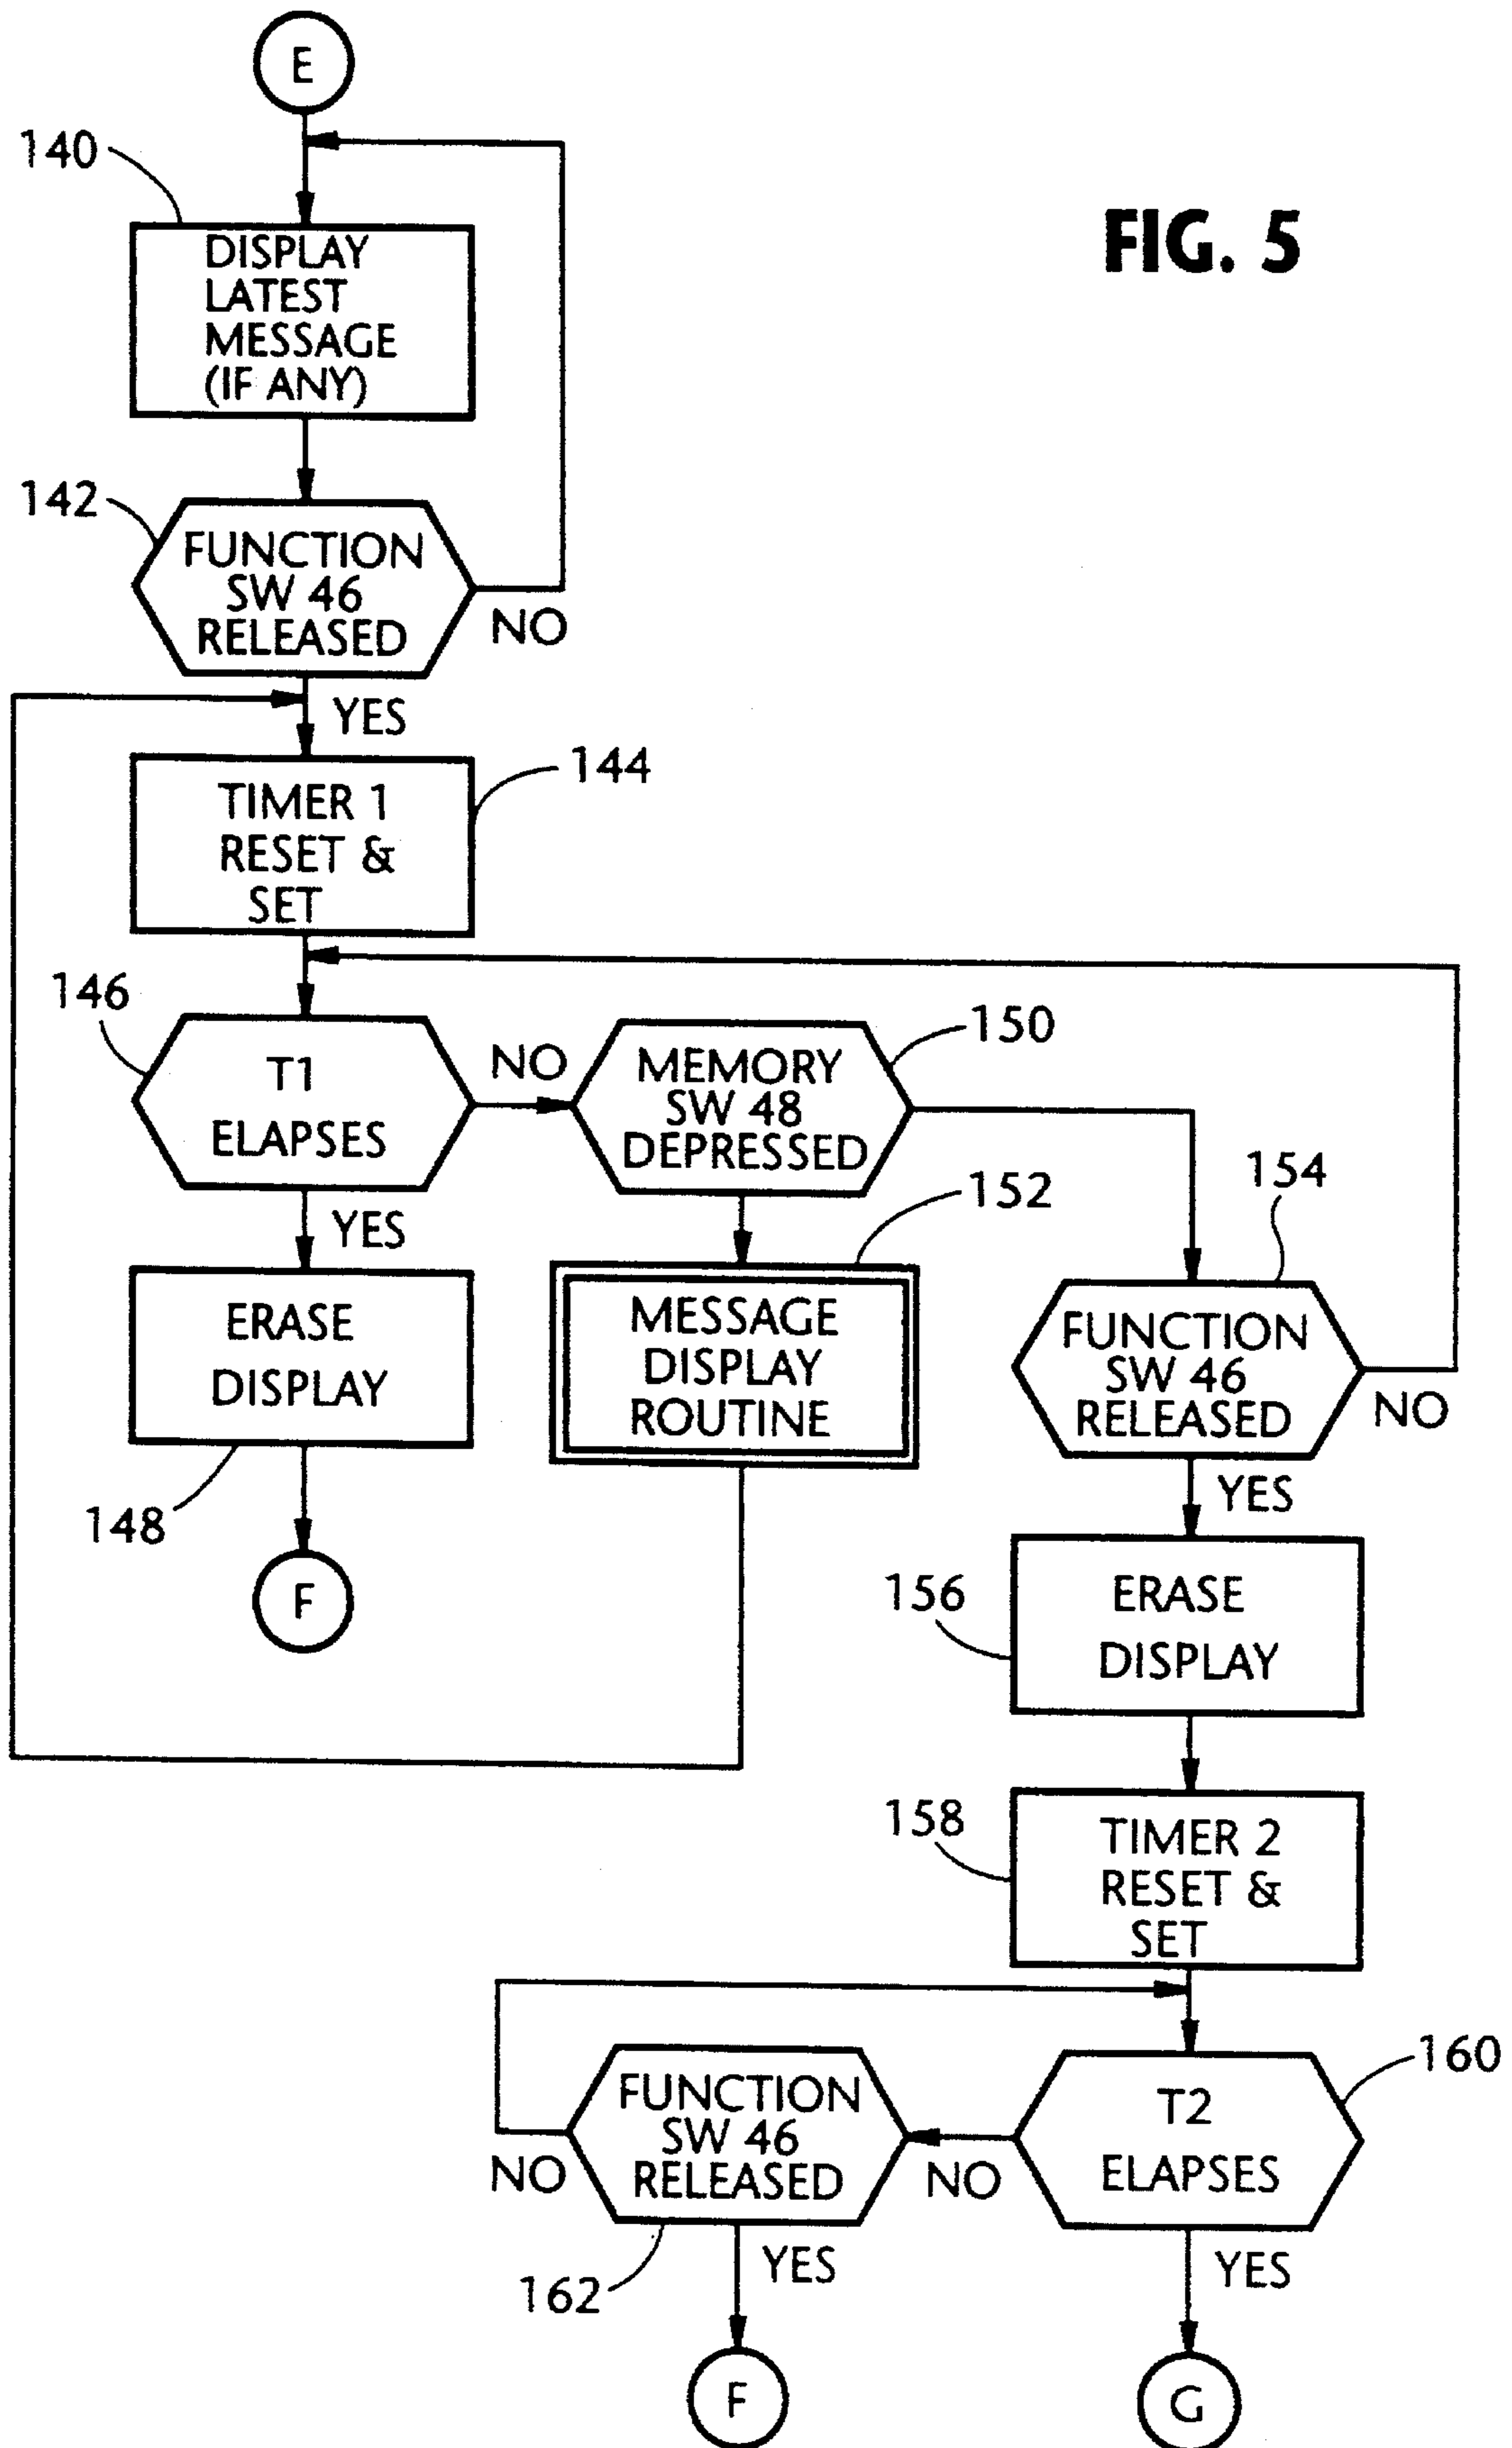 E
140
FIG. 5
DISPLAY
LATEST
MESSAGE
(IF ANY)
142
FUNCTION
SW 46
RELEASED
NO
YES
144
TIMER 1
RESET &
SET
146
T1
ELAPSES
NO
150
MEMORY
SW 48
DEPRESSED
YES
152
154
ERASE
DISPLAY
MESSAGE
DISPLAY
ROUTINE
FUNCTION
SW 46
RELEASED
NO
YES
148
F
156
ERASE
DISPLAY
158
TIMER 2
RESET &
SET
160
T2
ELAPSES
NO
FUNCTION
SW 46
RELEASED
NO
162
YES
YES
F
G